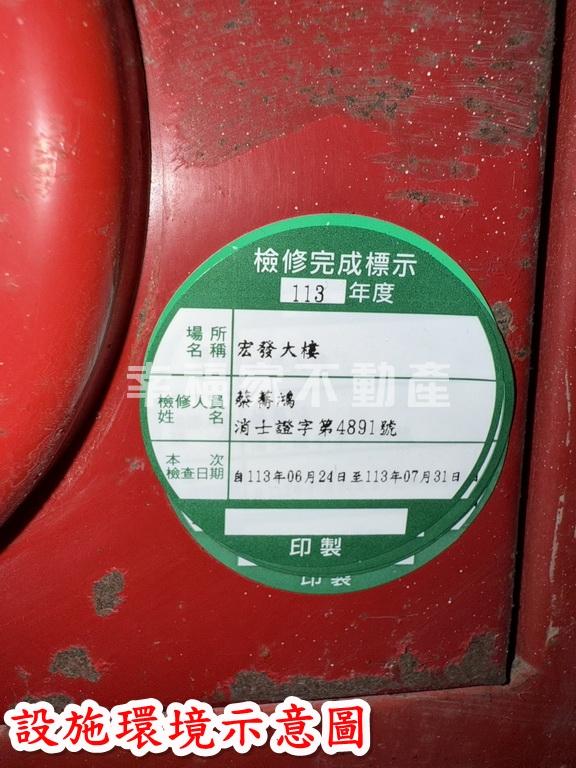 檢修完成標示
113 年度
場所名稱 宏發大樓
幸福家不動產
檢修人員姓名 蔡壽鴻
消士證字第4891號
本次檢查日期 自113年06月24日至113年07月31日
印製
印製
設施環境示意圖